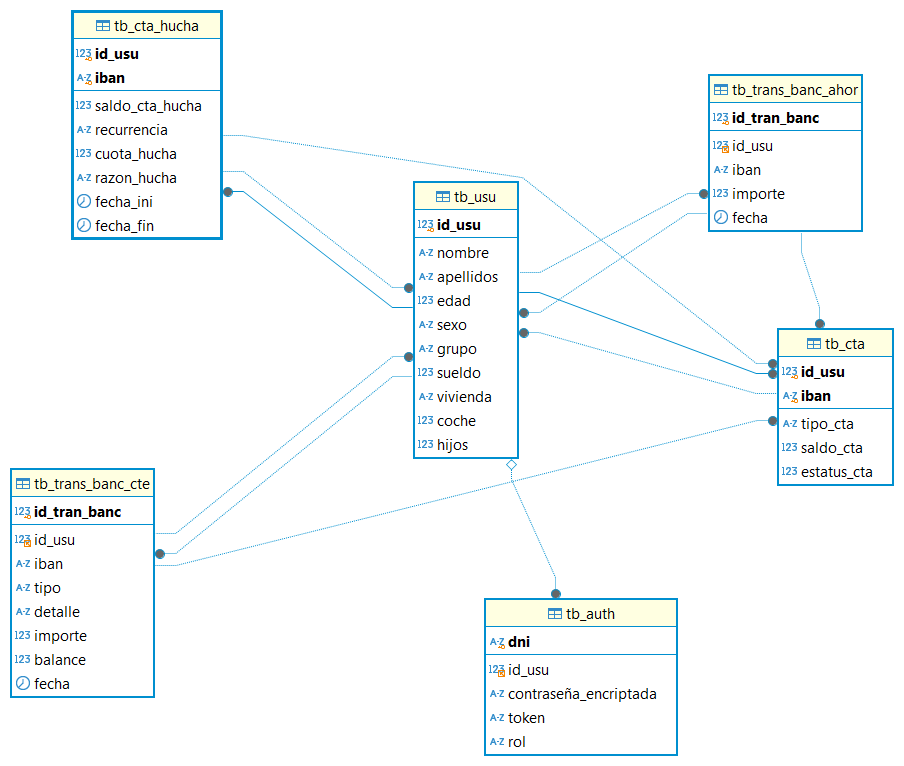 tb_cta_hucha
123 id_usu
A-Z iban
123 saldo_cta_hucha
A-Z recurrencia
123 cuota_hucha
A-Z razon_hucha
fecha_ini
fecha_fin
tb_trans_banc_ahor
123 id_tran_banc
123 id_usu
A-Z iban
123 importe
fecha
tb_usu
123 id_usu
A-Z nombre
A-Z apellidos
123 edad
A-Z sexo
A-Z grupo
123 sueldo
A-Z vivienda
123 coche
123 hijos
tb_cta
123 id_usu
A-Z iban
A-Z tipo_cta
123 saldo_cta
123 estatus_cta
tb_trans_banc_cte
123 id_tran_banc
123 id_usu
A-Z iban
A-Z tipo
A-Z detalle
123 importe
123 balance
fecha
tb_auth
A-Z dni
123 id_usu
A-Z contraseña_encriptada
A-Z token
A-Z rol